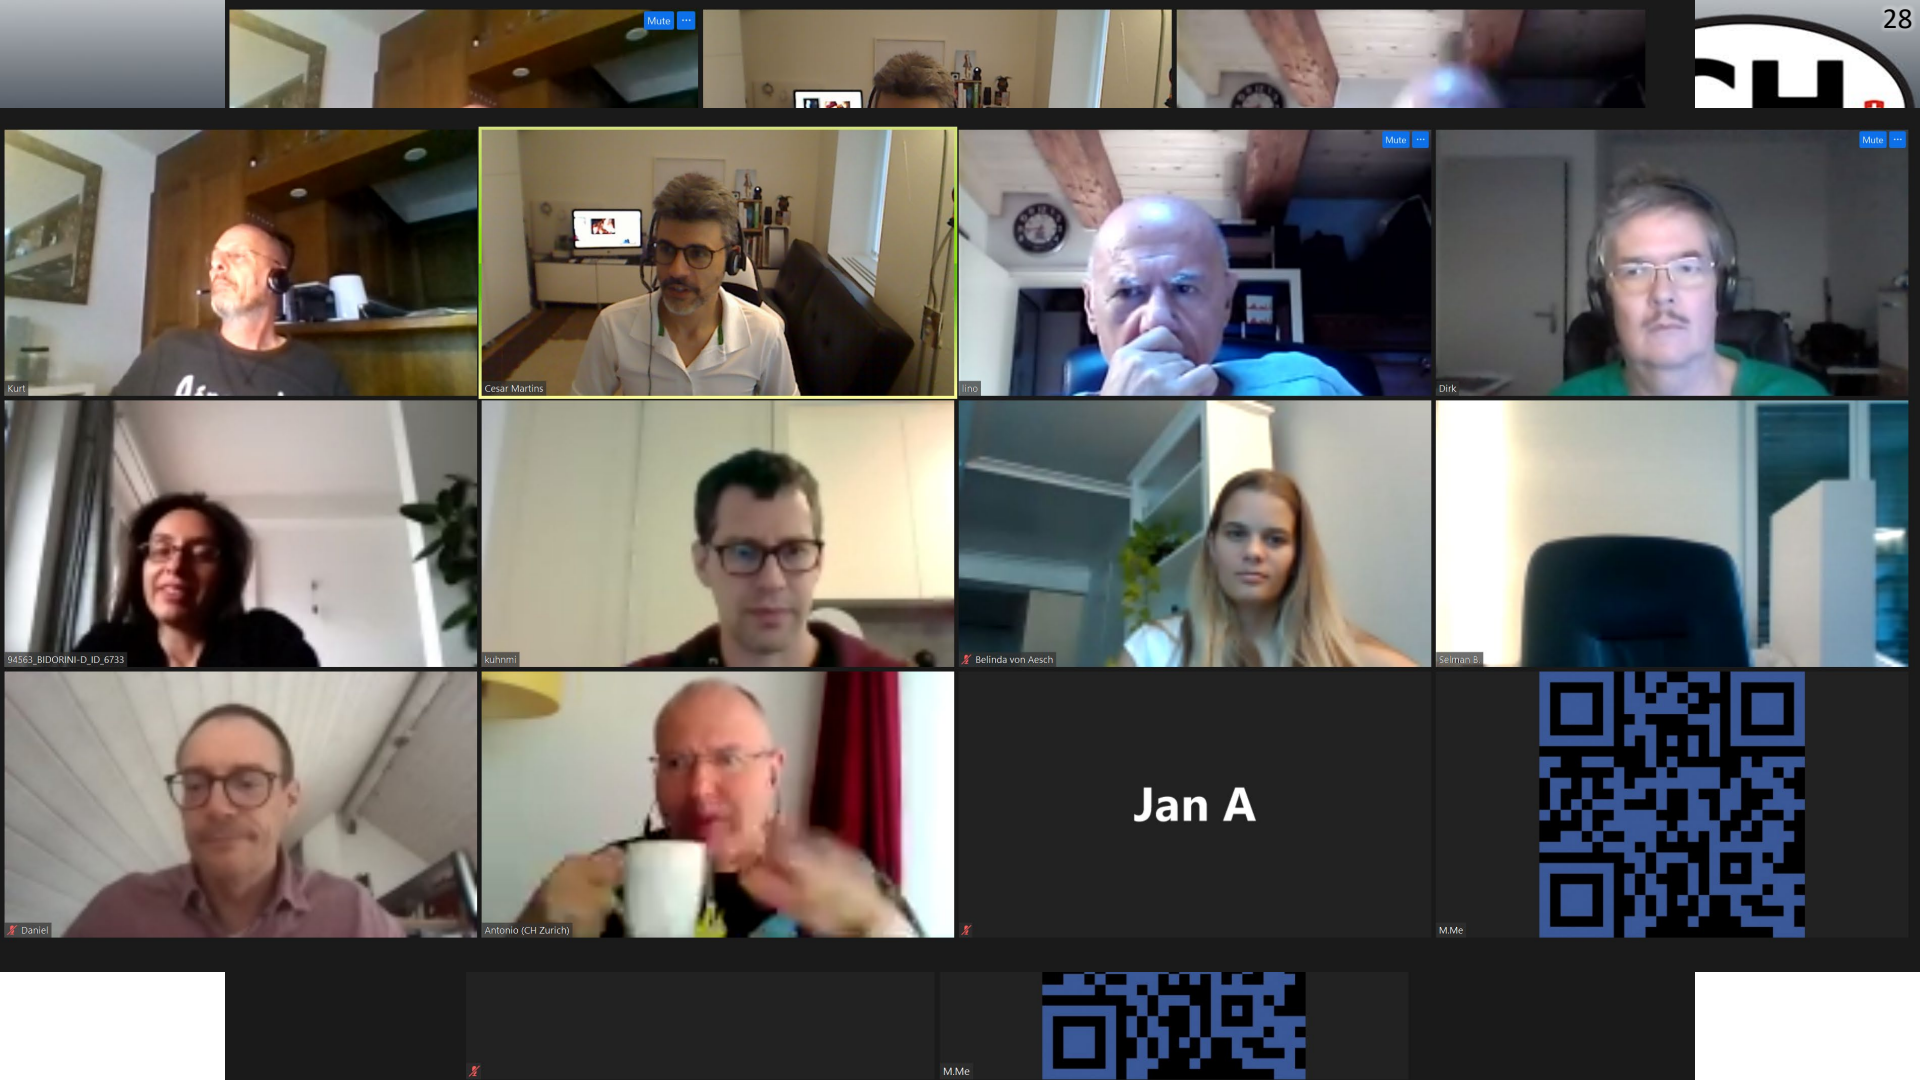 Mute
28
CH
Mute
Mute
Kurt
Cesar Martins
lino
Dirk
94563_BIDORINI-D_ID_6733
kuhnmi
Belinda von Aesch
Selman B.
Jan A
Daniel
Antonio (CH Zurich)
M.Me
M.Me